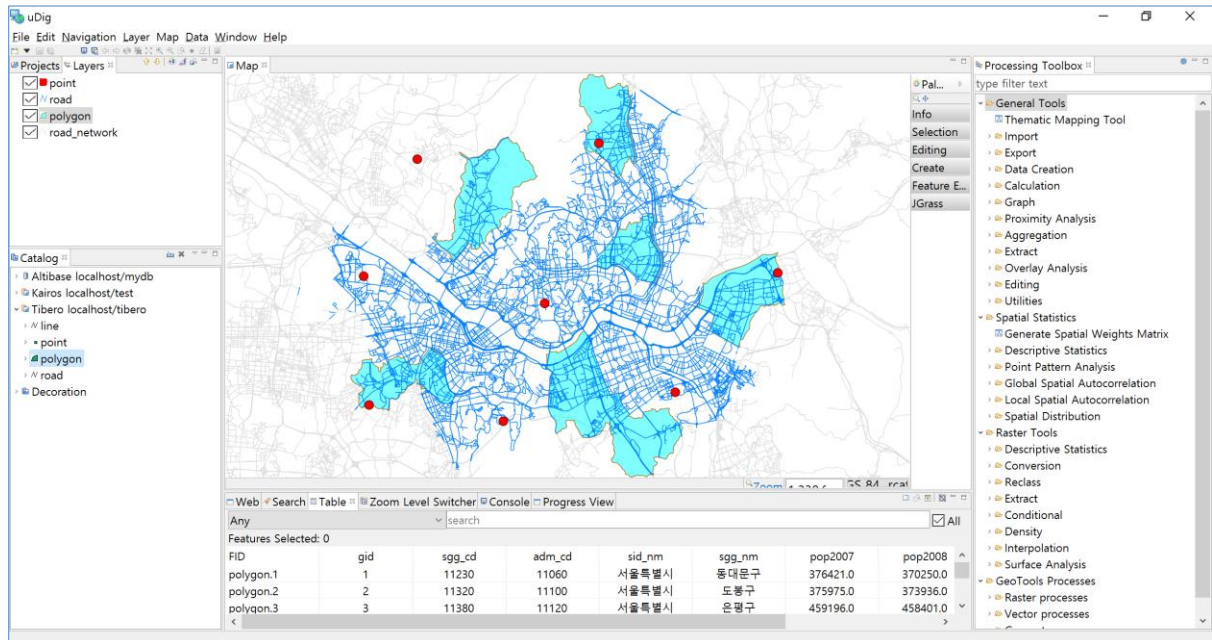 uDig
File Edit Navigation Layer Map Data Window Help
Projects Layers
point
road
polygon
road_network
Catalog
Altibase localhost/mydb
Kairos localhost/test
Tibero localhost/tibero
line
point
polygon
road
Decoration
Map
Pal...
Info
Selection
Editing
Create
Feature E...
JGrass
Zoom
Web Search Table Zoom Level Switcher Console Progress View
Any search All
Features Selected: 0
FID gid sgg_cd adm_cd sid_nm sgg_nm pop2007 pop2008
polygon.1 1 11230 11060 서울특별시 동대문구 376421.0 370250.0
polygon.2 2 11320 11100 서울특별시 도봉구 375975.0 373936.0
polygon.3 3 11380 11120 서울특별시 은평구 459196.0 458401.0
Processing Toolbox
type filter text
General Tools
Thematic Mapping Tool
Import
Export
Data Creation
Calculation
Graph
Proximity Analysis
Aggregation
Extract
Overlay Analysis
Editing
Utilities
Spatial Statistics
Generate Spatial Weights Matrix
Descriptive Statistics
Point Pattern Analysis
Global Spatial Autocorrelation
Local Spatial Autocorrelation
Spatial Distribution
Raster Tools
Descriptive Statistics
Conversion
Reclass
Extract
Conditional
Density
Interpolation
Surface Analysis
GeoTools Processes
Raster processes
Vector processes